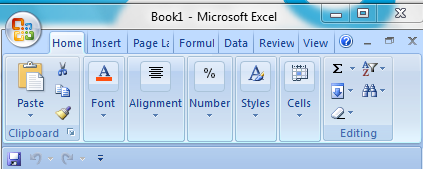 Book1 - Microsoft Excel
Home Insert Page La Formul Data Review View
Paste Font Alignment Number Styles Cells
Clipboard Editing